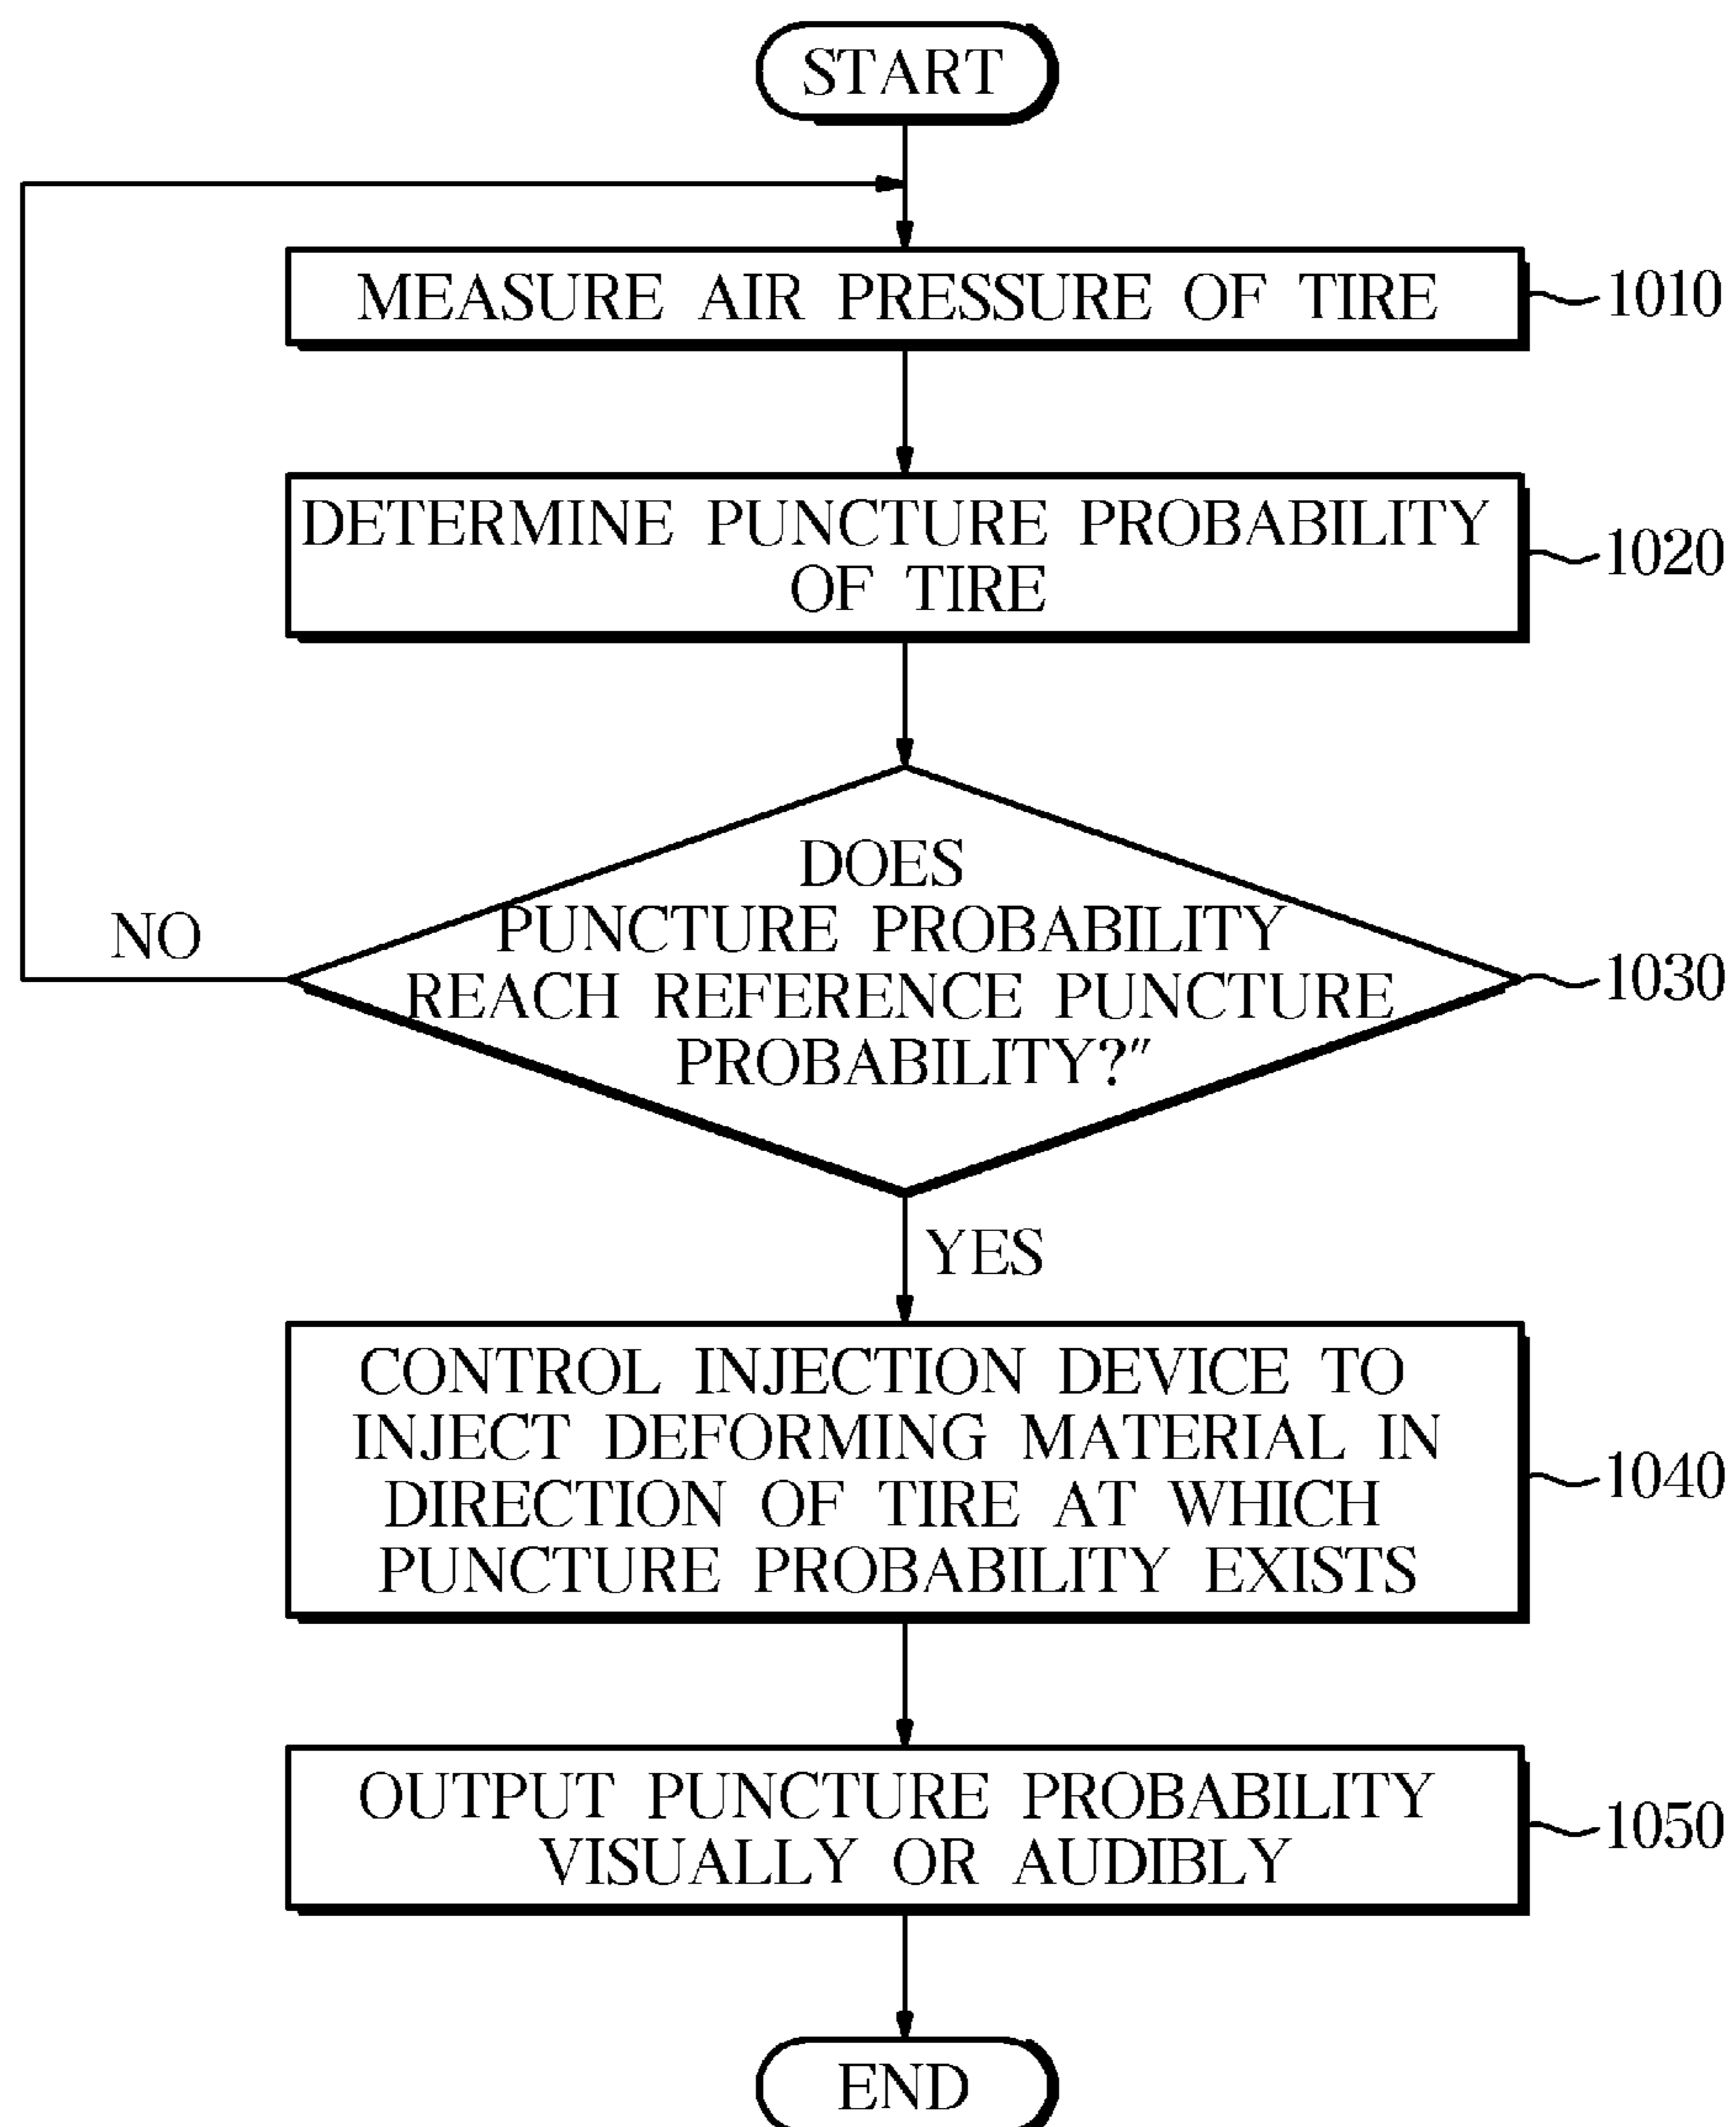 START
MEASURE AIR PRESSURE OF TIRE
1010
DETERMINE PUNCTURE PROBABILITY
OF TIRE
1020
DOES
PUNCTURE PROBABILITY
REACH REFERENCE PUNCTURE
PROBABILITY?"
1030
NO
YES
CONTROL INJECTION DEVICE TO
INJECT DEFORMING MATERIAL IN
DIRECTION OF TIRE AT WHICH
PUNCTURE PROBABILITY EXISTS
1040
OUTPUT PUNCTURE PROBABILITY
VISUALLY OR AUDIBLY
1050
END